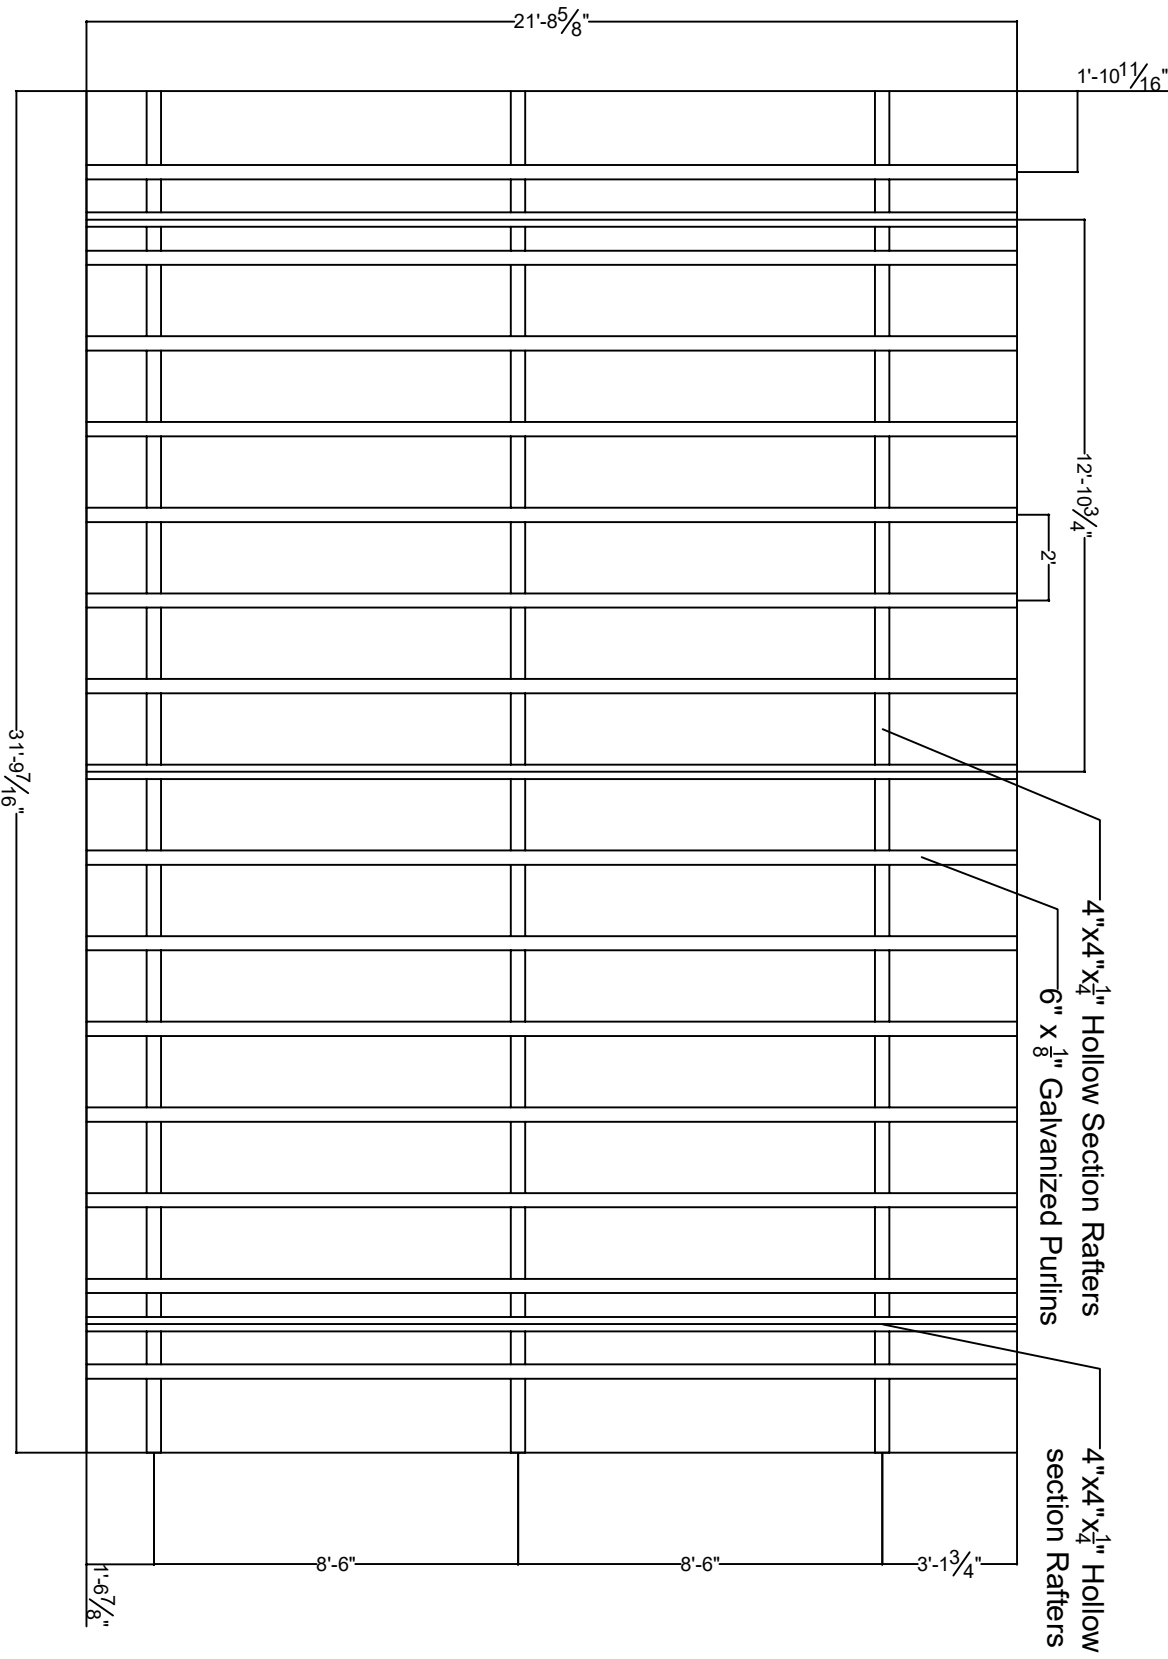 21'-8 5/8"
1'-10 11/16"
12'-10 3/4"
2'
31'-9 7/16"
4"x4"x1/4" Hollow Section Rafters
6" x 1/8" Galvanized Purlins
4"x4"x1/4" Hollow
section Rafters
1'-6 7/8"
8'-6"
8'-6"
3'-1 3/4"